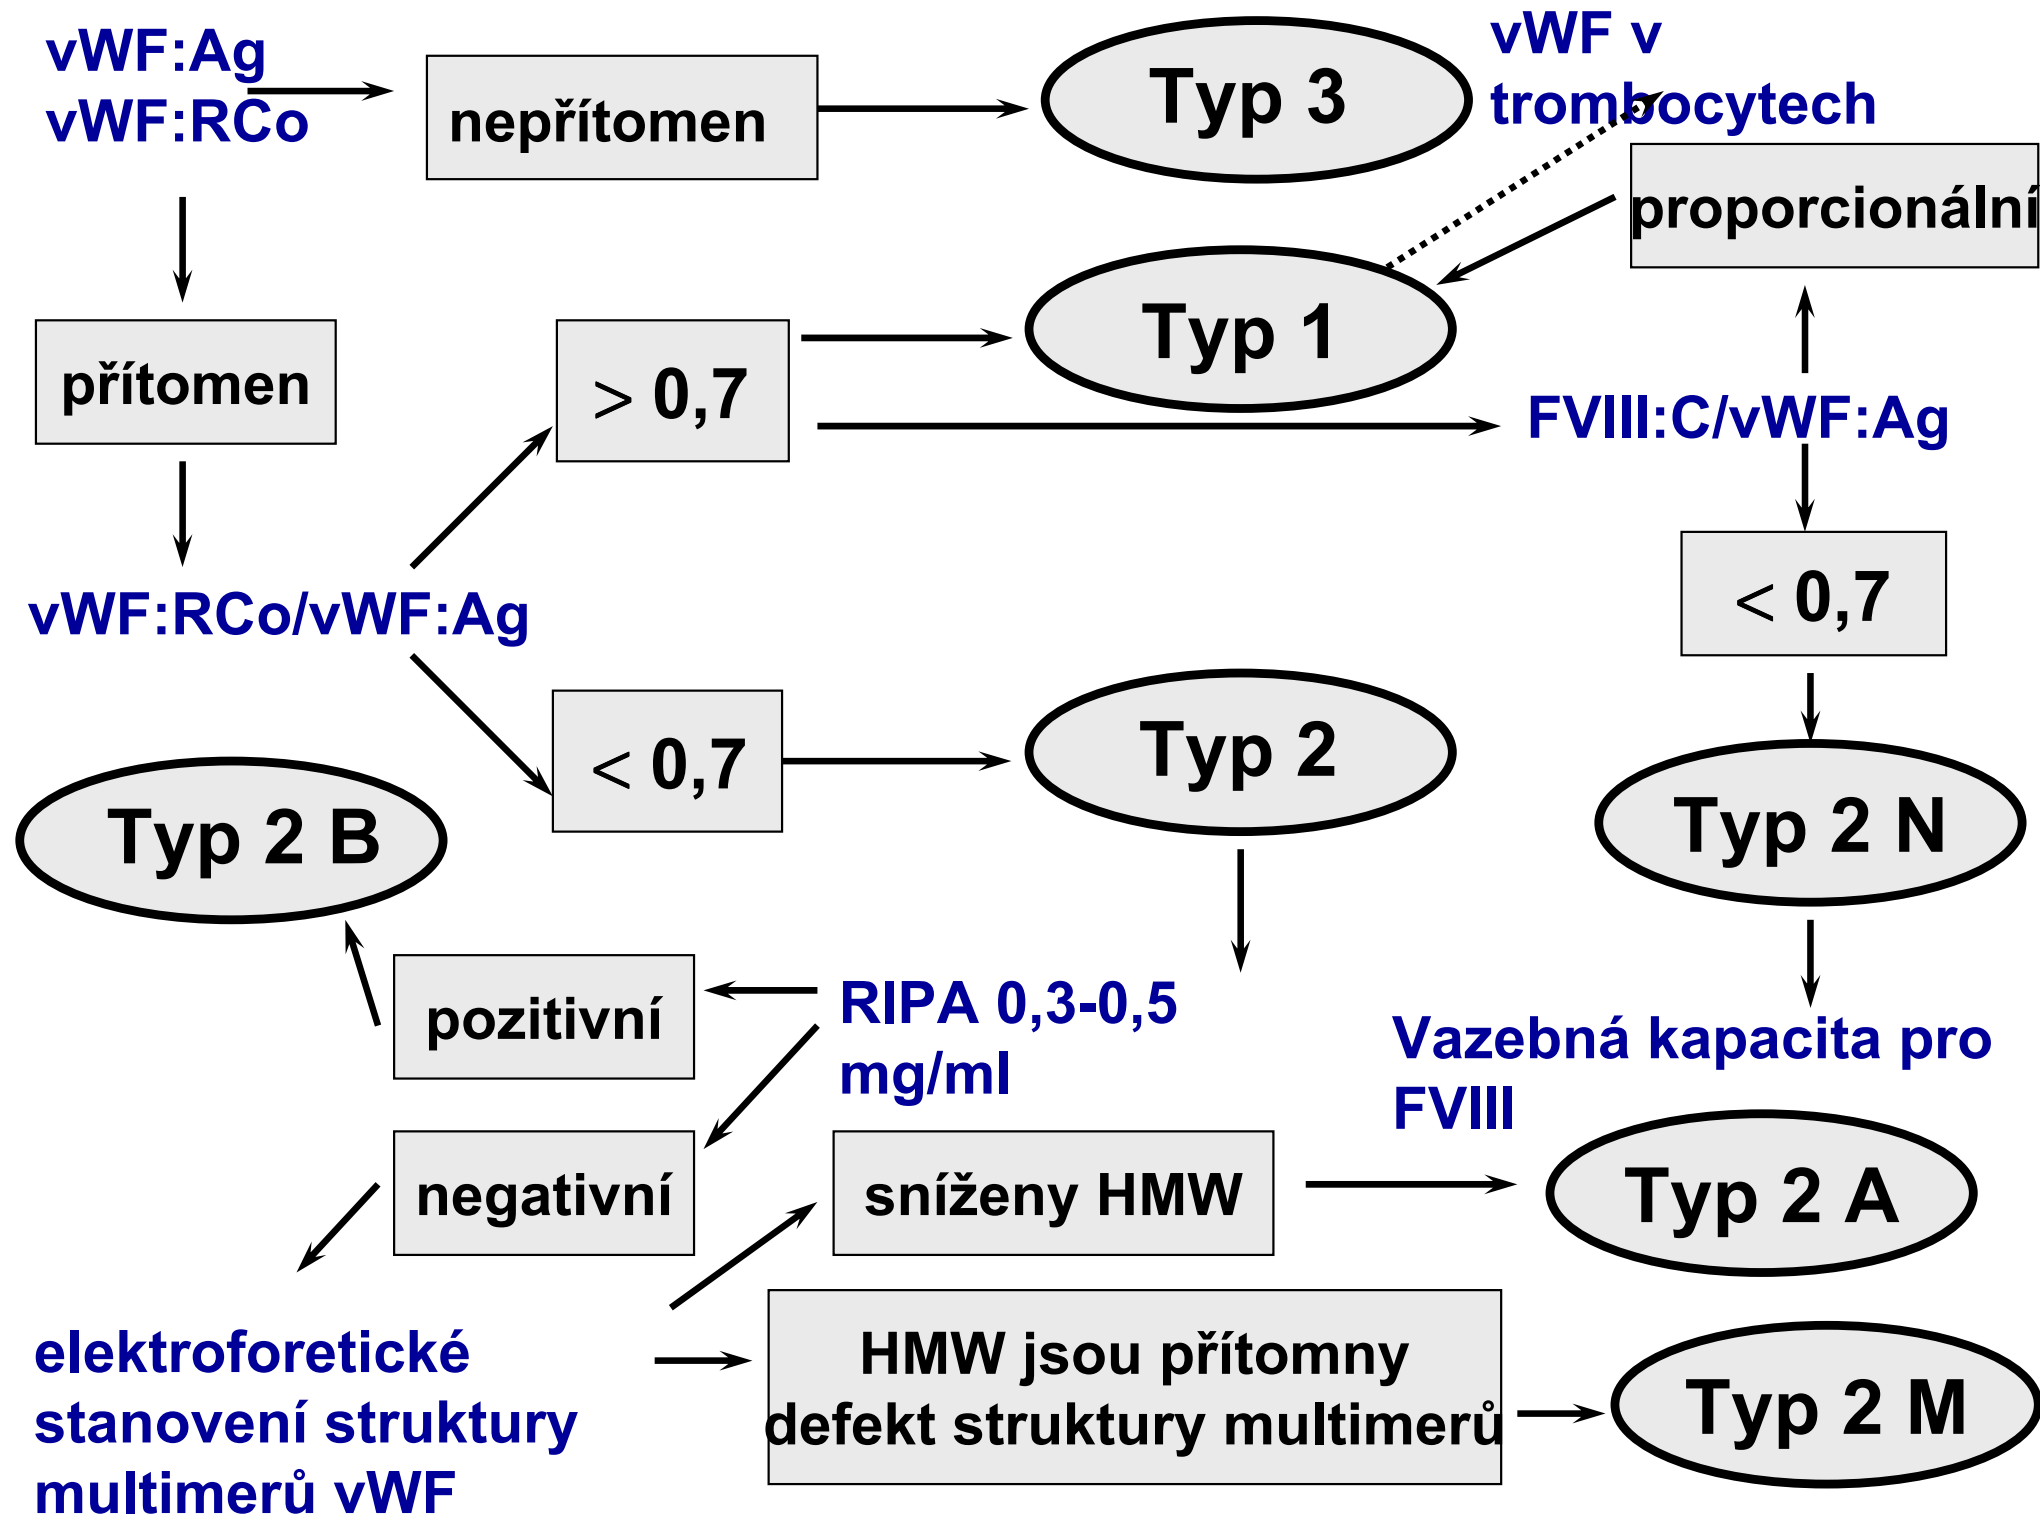 vWF:Ag
vWF:RCo
nepřítomen
Typ 3
vWF v
trombocytech
proporcionální
přítomen
> 0,7
Typ 1
FVIII:C/vWF:Ag
vWF:RCo/vWF:Ag
< 0,7
< 0,7
Typ 2
Typ 2 B
Typ 2 N
pozitivní
RIPA 0,3-0,5
mg/ml
Vazebná kapacita pro
FVIII
negativní
sníženy HMW
Typ 2 A
elektroforetické
stanovení struktury
multimerů vWF
HMW jsou přítomny
defekt struktury multimerů
Typ 2 M